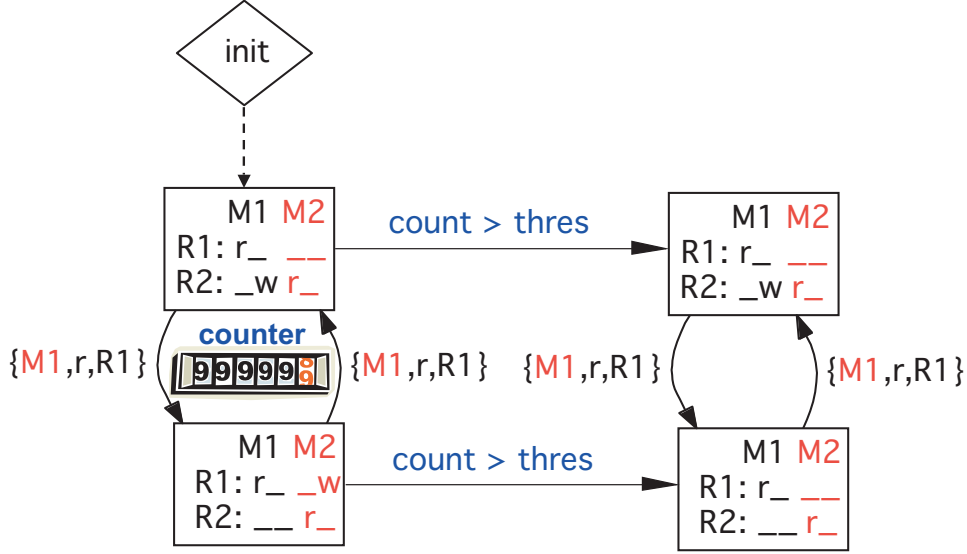 init
M1 M2
R1: r_ __
R2: _w r_
count > thres
M1 M2
R1: r_ __
R2: _w r_
{M1,r,R1}
counter
999999
{M1,r,R1}
{M1,r,R1}
{M1,r,R1}
M1 M2
R1: r_ _w
R2: __ r_
count > thres
M1 M2
R1: r_ __
R2: __ r_